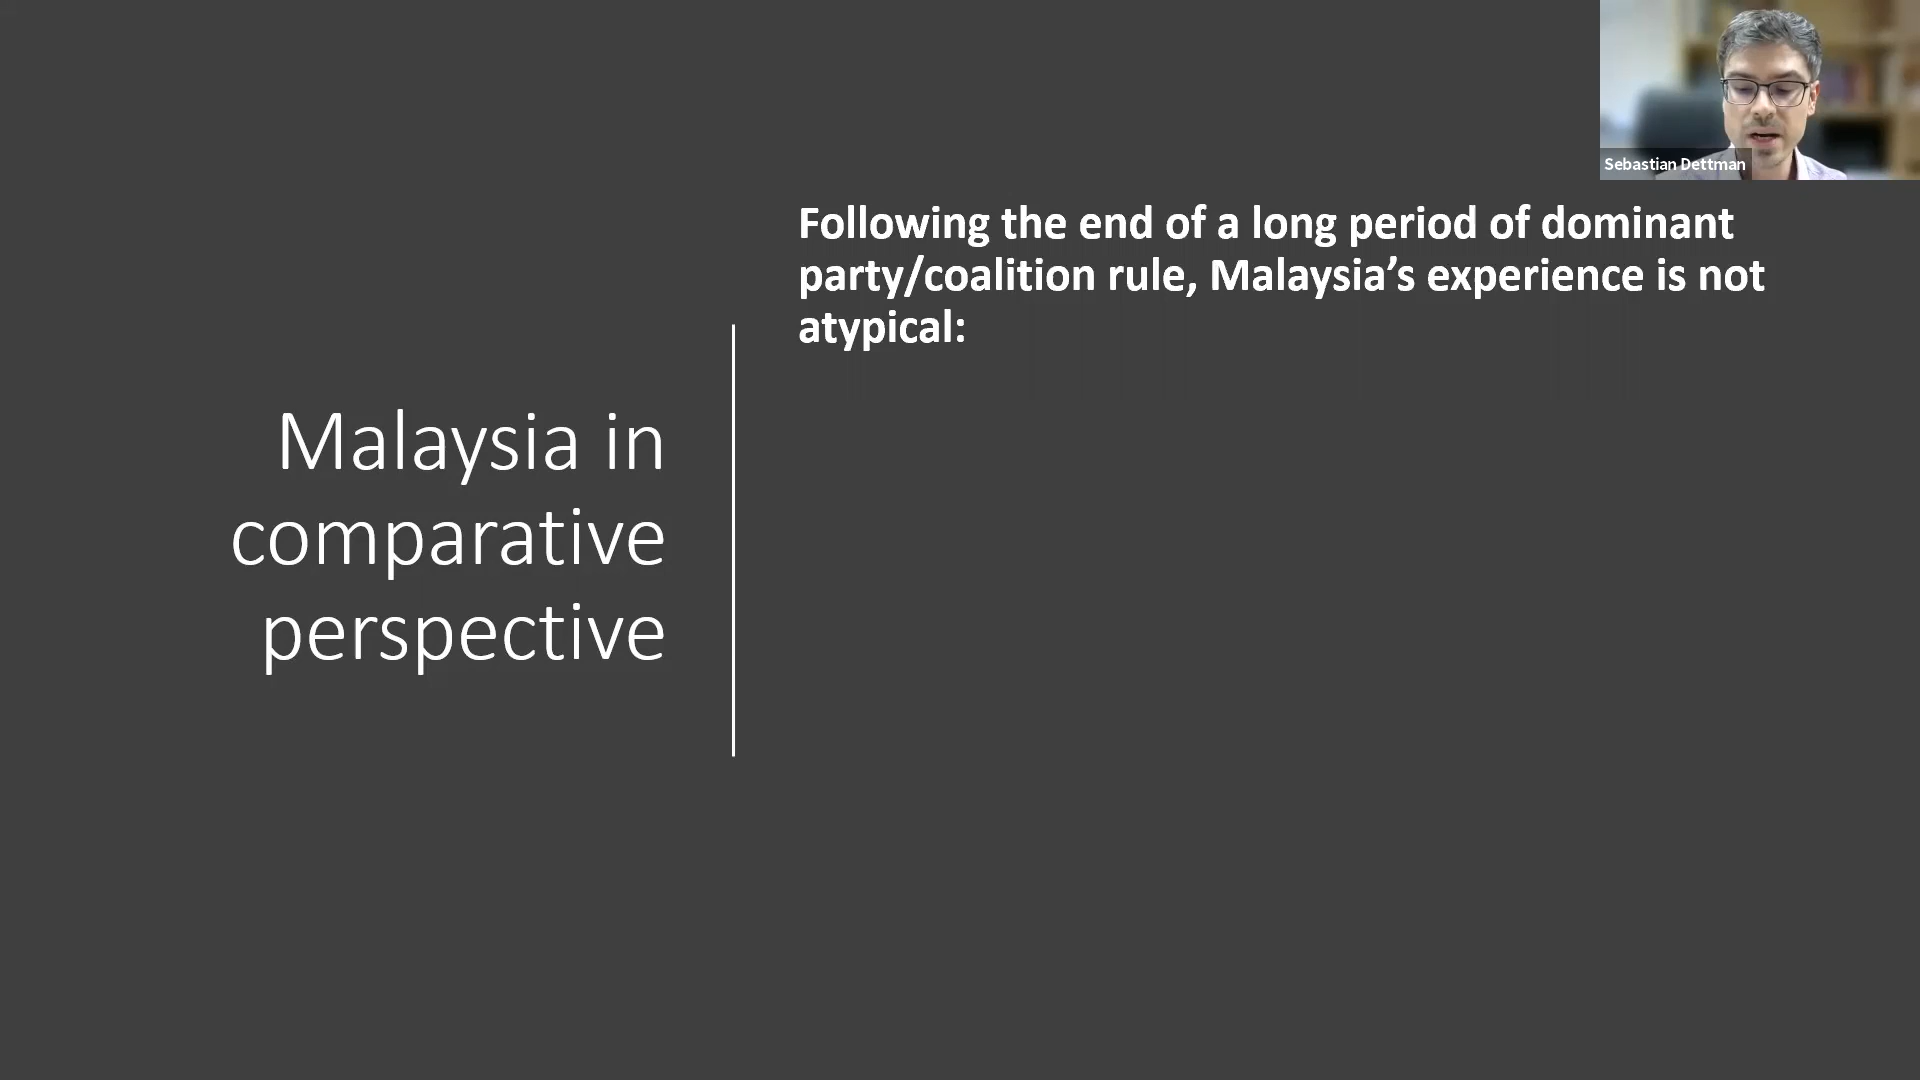 Sebastian Dettman
Following the end of a long period of dominant
party/coalition rule, Malaysia’s experience is not
atypical:
Malaysia in
comparative
perspective